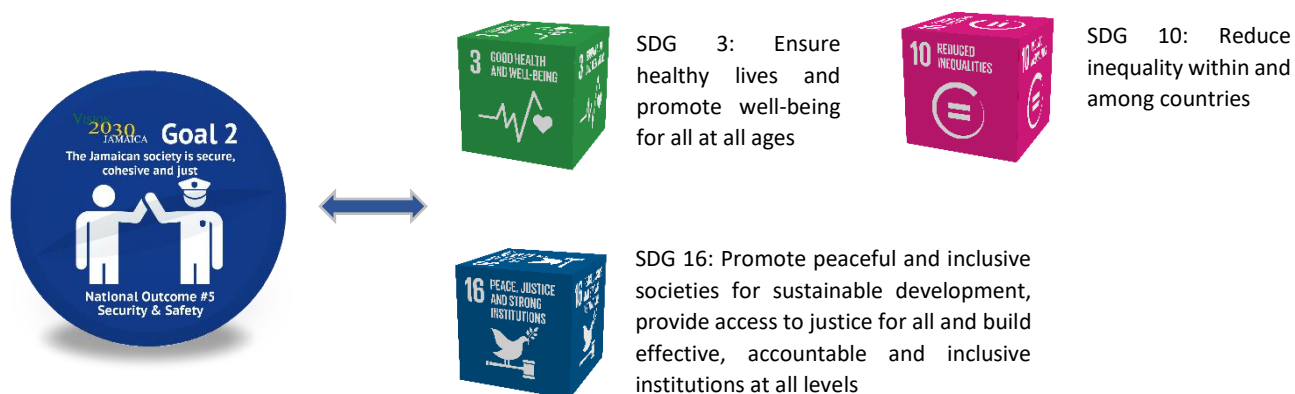 VISION
2030
JAMAICA
Goal 2
The Jamaican society is secure,
cohesive and just
National Outcome #5
Security & Safety
3 GOOD HEALTH
AND WELL-BEING
SDG 3: Ensure
healthy lives and
promote well-being
for all at all ages
10 REDUCED
INEQUALITIES
SDG 10: Reduce
inequality within and
among countries
16 PEACE, JUSTICE
AND STRONG
INSTITUTIONS
SDG 16: Promote peaceful and inclusive
societies for sustainable development,
provide access to justice for all and build
effective, accountable and inclusive
institutions at all levels